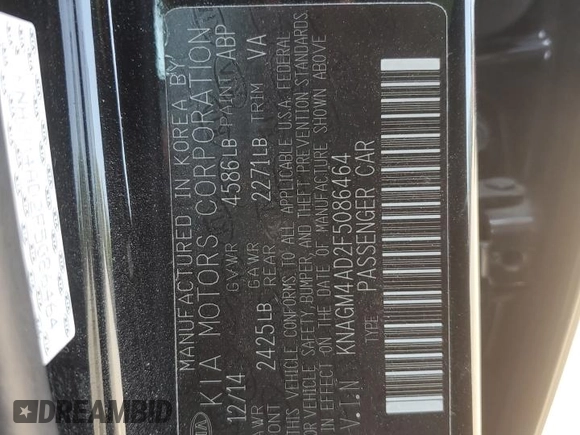 MANUFACTURED IN KOREA BY
KIA MOTORS CORPORATION
12/14 GVWR 4586LB PAINT ABP
GAWR 2425LB GAWR REAR 2271LB TRIM VA
THIS VEHICLE CONFORMS TO ALL APPLICABLE U.S.A. FEDERAL
MOTOR VEHICLE SAFETY, BUMPER, AND THEFT PREVENTION STANDARDS
IN EFFECT ON THE DATE OF MANUFACTURE SHOWN ABOVE
V.I.N KNAGM4AD2F5086464
TYPE: PASSENGER CAR
DREAMBID